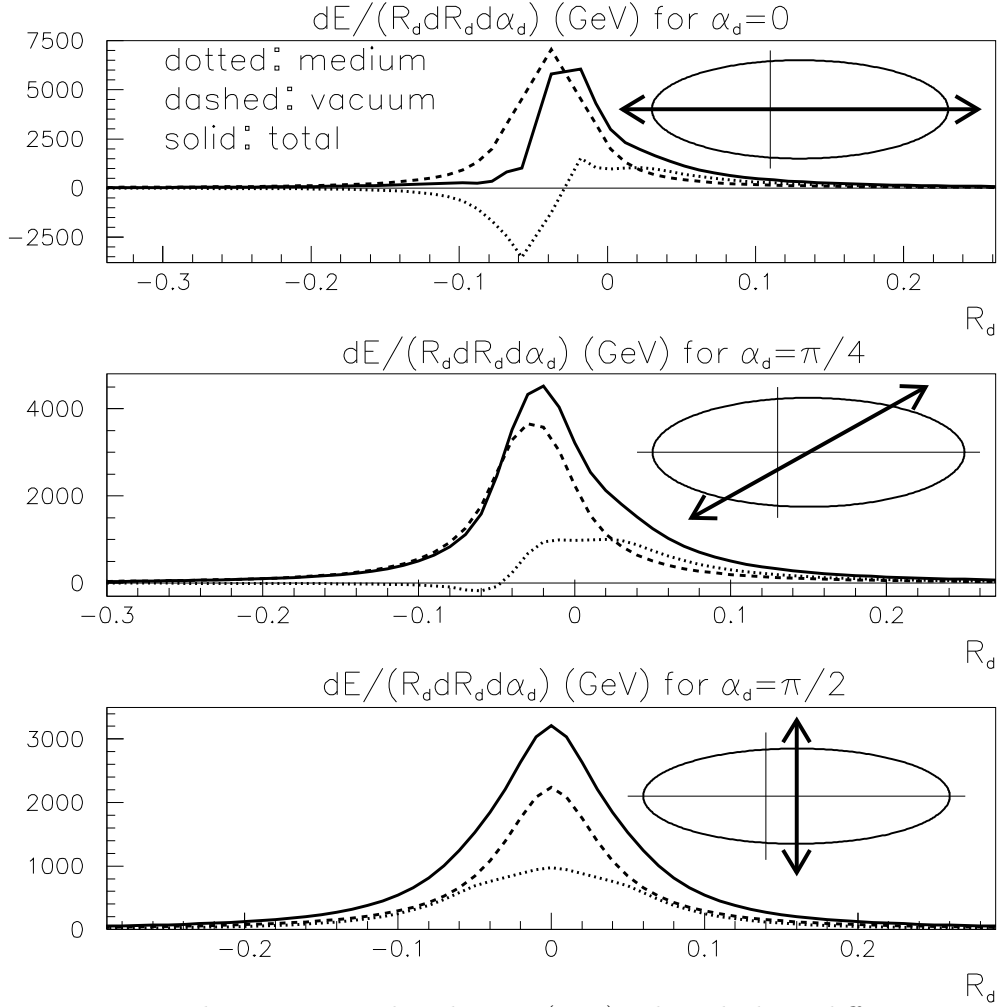 dE/(R_d dR_d dα_d) (GeV) for α_d=0
7500
dotted: medium
5000
dashed: vacuum
2500
solid: total
0
−2500
−0.3 −0.2 −0.1 0 0.1 0.2
R_d
dE/(R_d dR_d dα_d) (GeV) for α_d=π/4
4000
2000
0
−0.3 −0.2 −0.1 0 0.1 0.2
R_d
dE/(R_d dR_d dα_d) (GeV) for α_d=π/2
3000
2000
1000
0
−0.2 −0.1 0 0.1 0.2
R_d